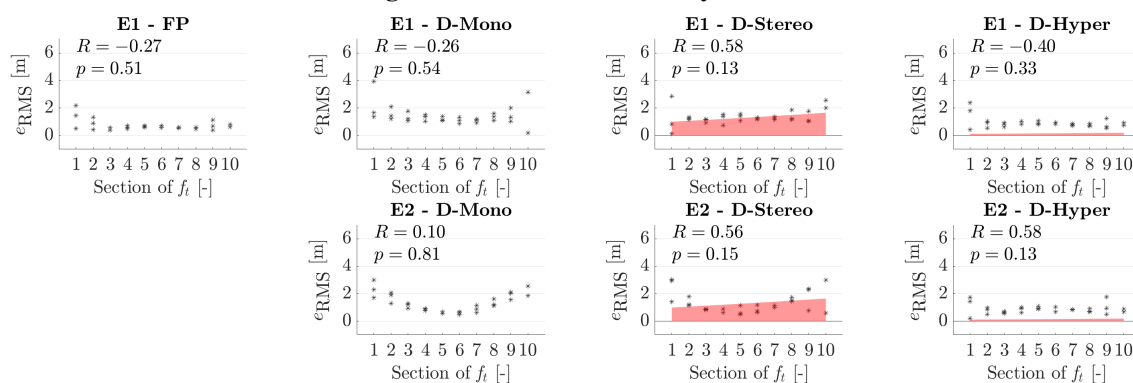 E1 - FP
R = −0.27
p = 0.51
6
4
2
0
e_RMS [m]
1 2 3 4 5 6 7 8 9 10
Section of f_t [-]
E1 - D-Mono
R = −0.26
p = 0.54
6
4
2
0
e_RMS [m]
1 2 3 4 5 6 7 8 9 10
Section of f_t [-]
E1 - D-Stereo
R = 0.58
p = 0.13
6
4
2
0
e_RMS [m]
1 2 3 4 5 6 7 8 9 10
Section of f_t [-]
E1 - D-Hyper
R = −0.40
p = 0.33
6
4
2
0
e_RMS [m]
1 2 3 4 5 6 7 8 9 10
Section of f_t [-]
E2 - D-Mono
R = 0.10
p = 0.81
6
4
2
0
e_RMS [m]
1 2 3 4 5 6 7 8 9 10
Section of f_t [-]
E2 - D-Stereo
R = 0.56
p = 0.15
6
4
2
0
e_RMS [m]
1 2 3 4 5 6 7 8 9 10
Section of f_t [-]
E2 - D-Hyper
R = 0.58
p = 0.13
6
4
2
0
e_RMS [m]
1 2 3 4 5 6 7 8 9 10
Section of f_t [-]